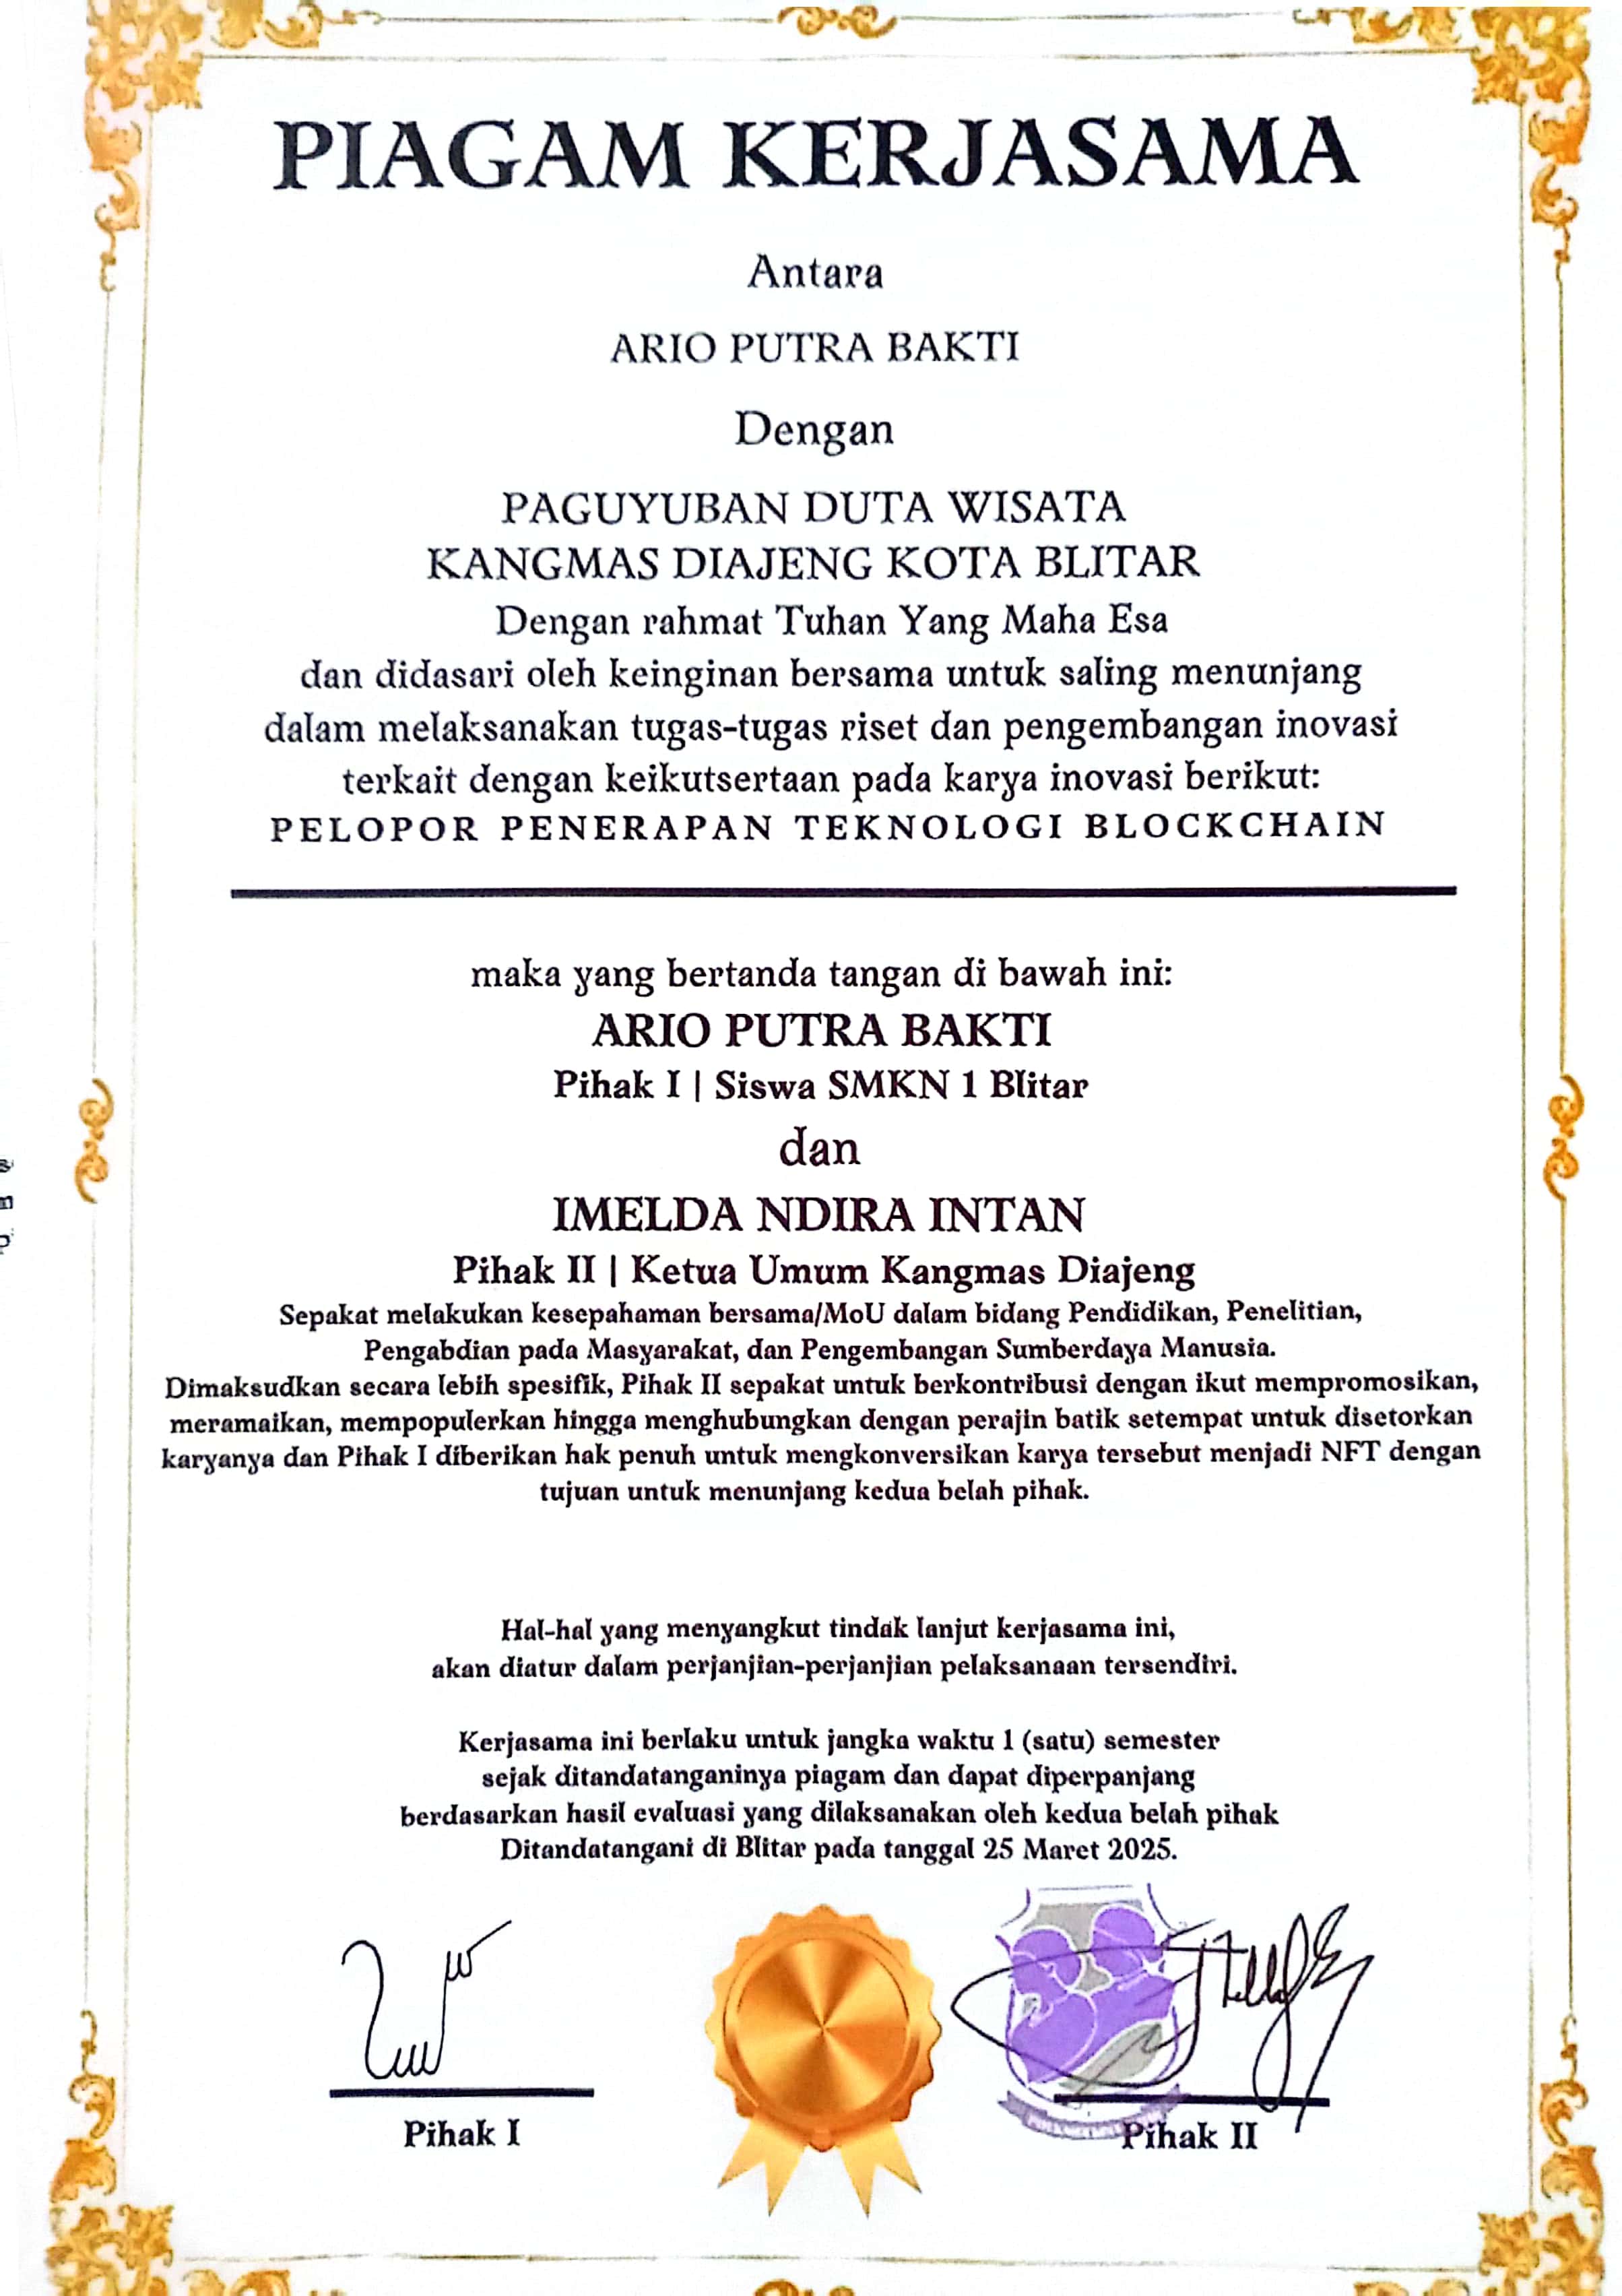 PIAGAM KERJASAMA
Antara
ARIO PUTRA BAKTI
Dengan
PAGUYUBAN DUTA WISATA
KANGMAS DIAJENG KOTA BLITAR
Dengan rahmat Tuhan Yang Maha Esa
dan didasari oleh keinginan bersama untuk saling menunjang
dalam melaksanakan tugas-tugas riset dan pengembangan inovasi
terkait dengan keikutsertaan pada karya inovasi berikut:
PELOPOR PENERAPAN TEKNOLOGI BLOCKCHAIN
maka yang bertanda tangan di bawah ini:
ARIO PUTRA BAKTI
Pihak I | Siswa SMKN 1 Blitar
dan
IMELDA NDIRA INTAN
Pihak II | Ketua Umum Kangmas Diajeng
Sepakat melakukan kesepahaman bersama/MoU dalam bidang Pendidikan, Penelitian,
Pengabdian pada Masyarakat, dan Pengembangan Sumberdaya Manusia.
Dimaksudkan secara lebih spesifik, Pihak II sepakat untuk berkontribusi dengan ikut mempromosikan,
meramaikan, mempopulerkan hingga menghubungkan dengan perajin batik setempat untuk disetorkan
karyanya dan Pihak I diberikan hak penuh untuk mengkonversikan karya tersebut menjadi NFT dengan
tujuan untuk menunjang kedua belah pihak.
Hal-hal yang menyangkut tindak lanjut kerjasama ini,
akan diatur dalam perjanjian-perjanjian pelaksanaan tersendiri.
Kerjasama ini berlaku untuk jangka waktu 1 (satu) semester
sejak ditandatanganinya piagam dan dapat diperpanjang
berdasarkan hasil evaluasi yang dilaksanakan oleh kedua belah pihak
Ditandatangani di Blitar pada tanggal 25 Maret 2025.
Pihak I
Pihak II